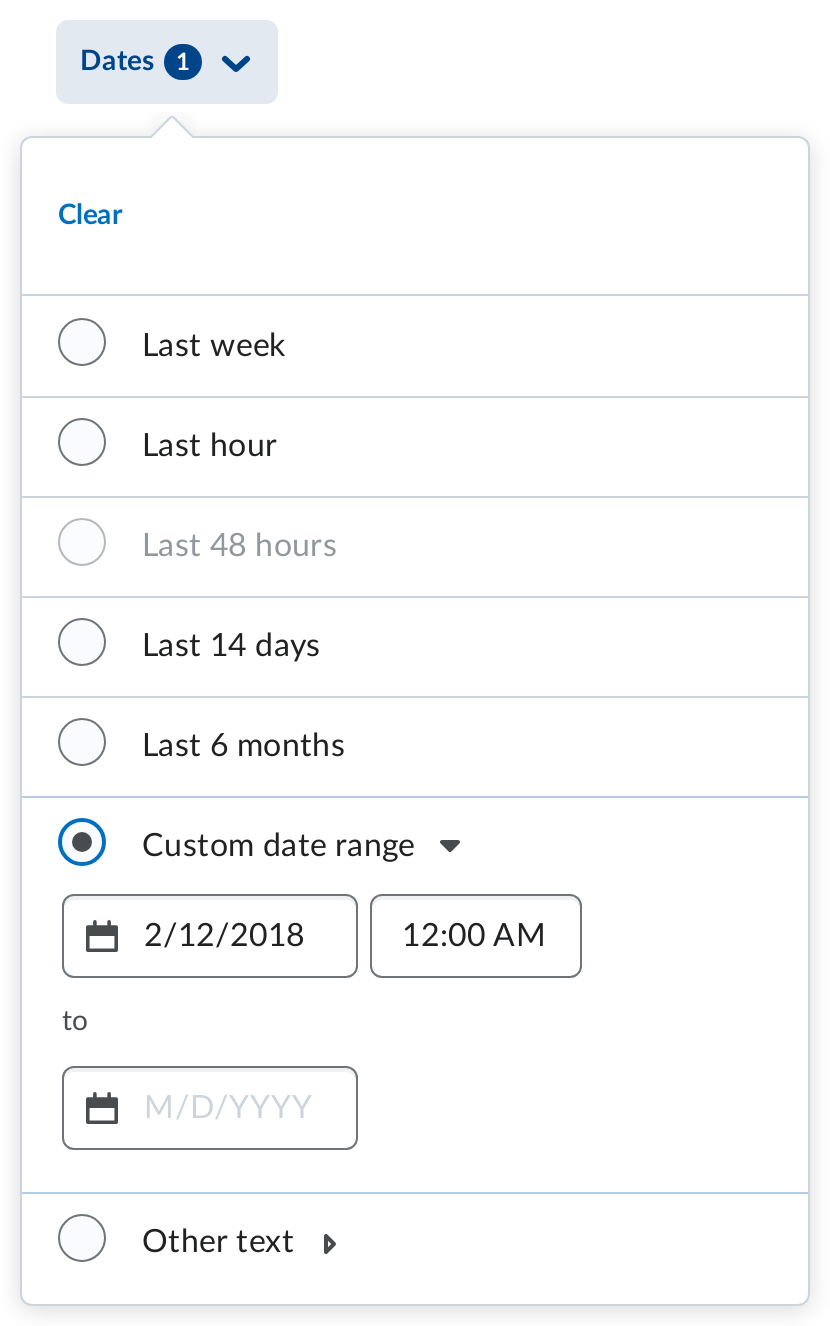 Dates 1
Clear
Last week
Last hour
Last 48 hours
Last 14 days
Last 6 months
Custom date range
2/12/2018 12:00 AM
to
M/D/YYYY
Other text